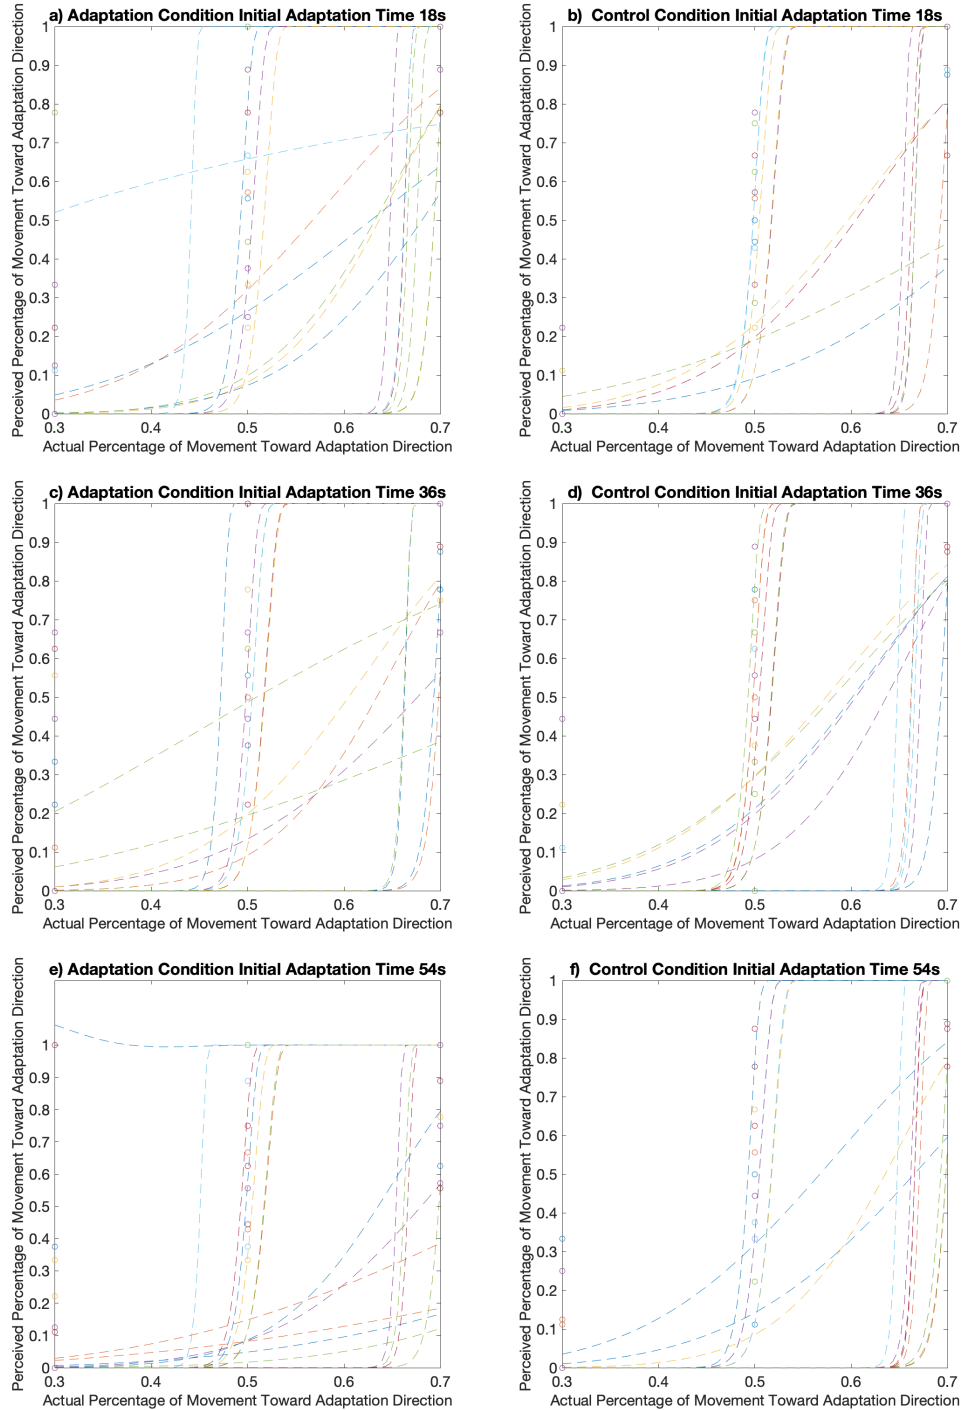 a) Adaptation Condition Initial Adaptation Time 18s
Perceived Percentage of Movement Toward Adaptation Direction
1
0.9
0.8
0.7
0.6
0.5
0.4
0.3
0.2
0.1
0
0.3 0.4 0.5 0.6 0.7
Actual Percentage of Movement Toward Adaptation Direction
b) Control Condition Initial Adaptation Time 18s
Perceived Percentage of Movement Toward Adaptation Direction
1
0.9
0.8
0.7
0.6
0.5
0.4
0.3
0.2
0.1
0
0.3 0.4 0.5 0.6 0.7
Actual Percentage of Movement Toward Adaptation Direction
c) Adaptation Condition Initial Adaptation Time 36s
Perceived Percentage of Movement Toward Adaptation Direction
1
0.9
0.8
0.7
0.6
0.5
0.4
0.3
0.2
0.1
0
0.3 0.4 0.5 0.6 0.7
Actual Percentage of Movement Toward Adaptation Direction
d) Control Condition Initial Adaptation Time 36s
Perceived Percentage of Movement Toward Adaptation Direction
1
0.9
0.8
0.7
0.6
0.5
0.4
0.3
0.2
0.1
0
0.3 0.4 0.5 0.6 0.7
Actual Percentage of Movement Toward Adaptation Direction
e) Adaptation Condition Initial Adaptation Time 54s
Perceived Percentage of Movement Toward Adaptation Direction
1
0.9
0.8
0.7
0.6
0.5
0.4
0.3
0.2
0.1
0
0.3 0.4 0.5 0.6 0.7
Actual Percentage of Movement Toward Adaptation Direction
f) Control Condition Initial Adaptation Time 54s
Perceived Percentage of Movement Toward Adaptation Direction
1
0.9
0.8
0.7
0.6
0.5
0.4
0.3
0.2
0.1
0
0.3 0.4 0.5 0.6 0.7
Actual Percentage of Movement Toward Adaptation Direction